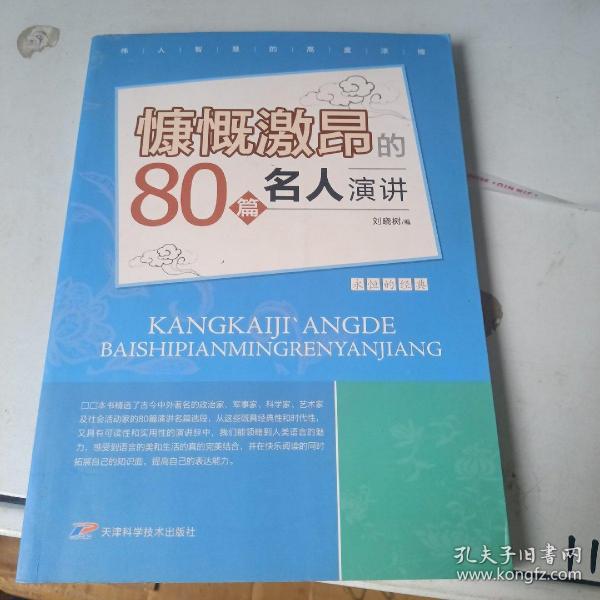 伟人智慧的高度浓缩
慷慨激昂的
80篇名人演讲
刘晓树/编
永恒的经典
KANGKAIJI`ANGDE
BAISHIPIANMINGRENYANJIANG
□□本书精选了古今中外著名的政治家、军事家、科学家、艺术家
及社会活动家的80篇演讲名篇选段，从这些既具经典性和时代性，
又具有可读性和实用性的演讲辞中，我们能领略到人类语言的魅
力，感受到语言的美和生活的真的完美结合，并在快乐阅读的同时
拓展自己的知识面，提高自己的表达能力。
天津科学技术出版社
孔夫子旧书网
www.kongfz.com